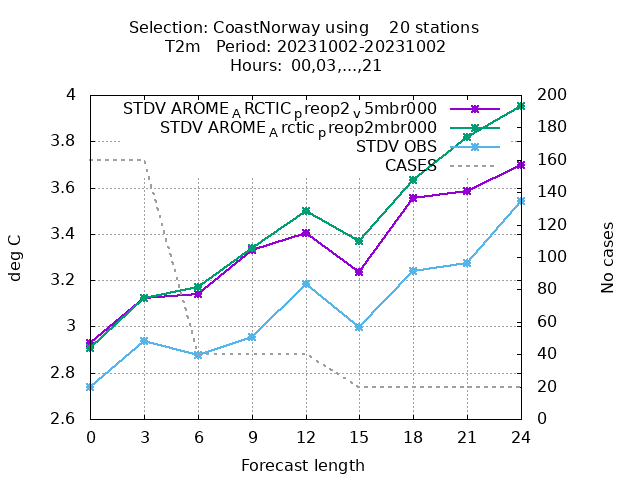 Selection: CoastNorway using    20 stations
T2m   Period: 20231002-20231002
Hours:  00,03,...,21
STDV AROME_ARCTIC_preop2_v5mbr000
STDV AROME_Arctic_preop2mbr000
STDV OBS
CASES
4
3.8
3.6
3.4
3.2
3
2.8
2.6
deg C
200
180
160
140
120
100
80
60
40
20
0
No cases
0 3 6 9 12 15 18 21 24
Forecast length